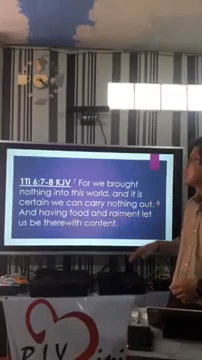 1TI 6:7-8 KJV 7 For we brought
nothing into this world, and it is
certain we can carry nothing out. 8
And having food and raiment let
us be therewith content.